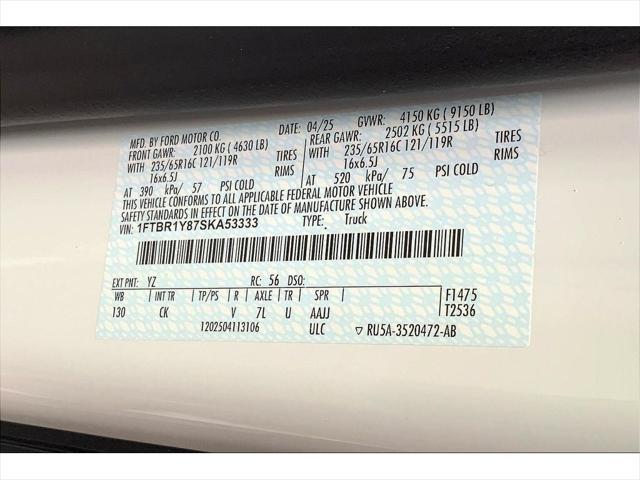 MFD. BY FORD MOTOR CO. DATE: 04/25 GVWR: 4150 KG ( 9150 LB)
FRONT GAWR: 2100 KG ( 4630 LB) REAR GAWR: 2502 KG ( 5515 LB)
WITH 235/65R16C 121/119R TIRES WITH 235/65R16C 121/119R TIRES
16x6.5J RIMS 16x6.5J RIMS
AT 390 kPa/ 57 PSI COLD AT 520 kPa/ 75 PSI COLD
THIS VEHICLE CONFORMS TO ALL APPLICABLE FEDERAL MOTOR VEHICLE
SAFETY STANDARDS IN EFFECT ON THE DATE OF MANUFACTURE SHOWN ABOVE.
VIN: 1FTBR1Y87SKA53333 TYPE: Truck
EXT PNT: YZ RC: 56 DSO:
WB INT TR TP/PS R AXLE TR SPR F1475
130 CK V 7L U AAJJ T2536
1202504113106 ULC ▽ RU5A-3520472-AB